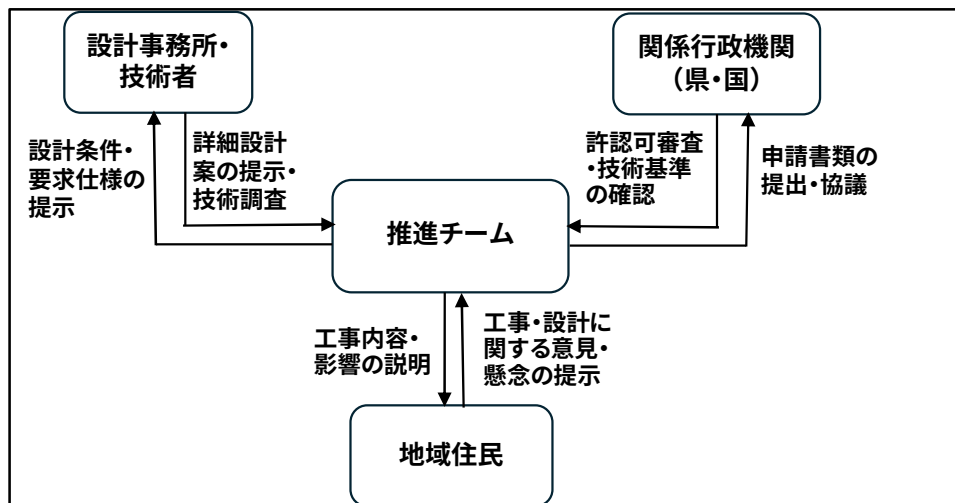 設計事務所・
技術者
関係行政機関
（県・国）
設計条件・
要求仕様の
提示
詳細設計
案の提示・
技術調査
許認可審査
・技術基準
の確認
申請書類の
提出・協議
推進チーム
工事内容・
影響の説明
工事・設計に
関する意見・
懸念の提示
地域住民